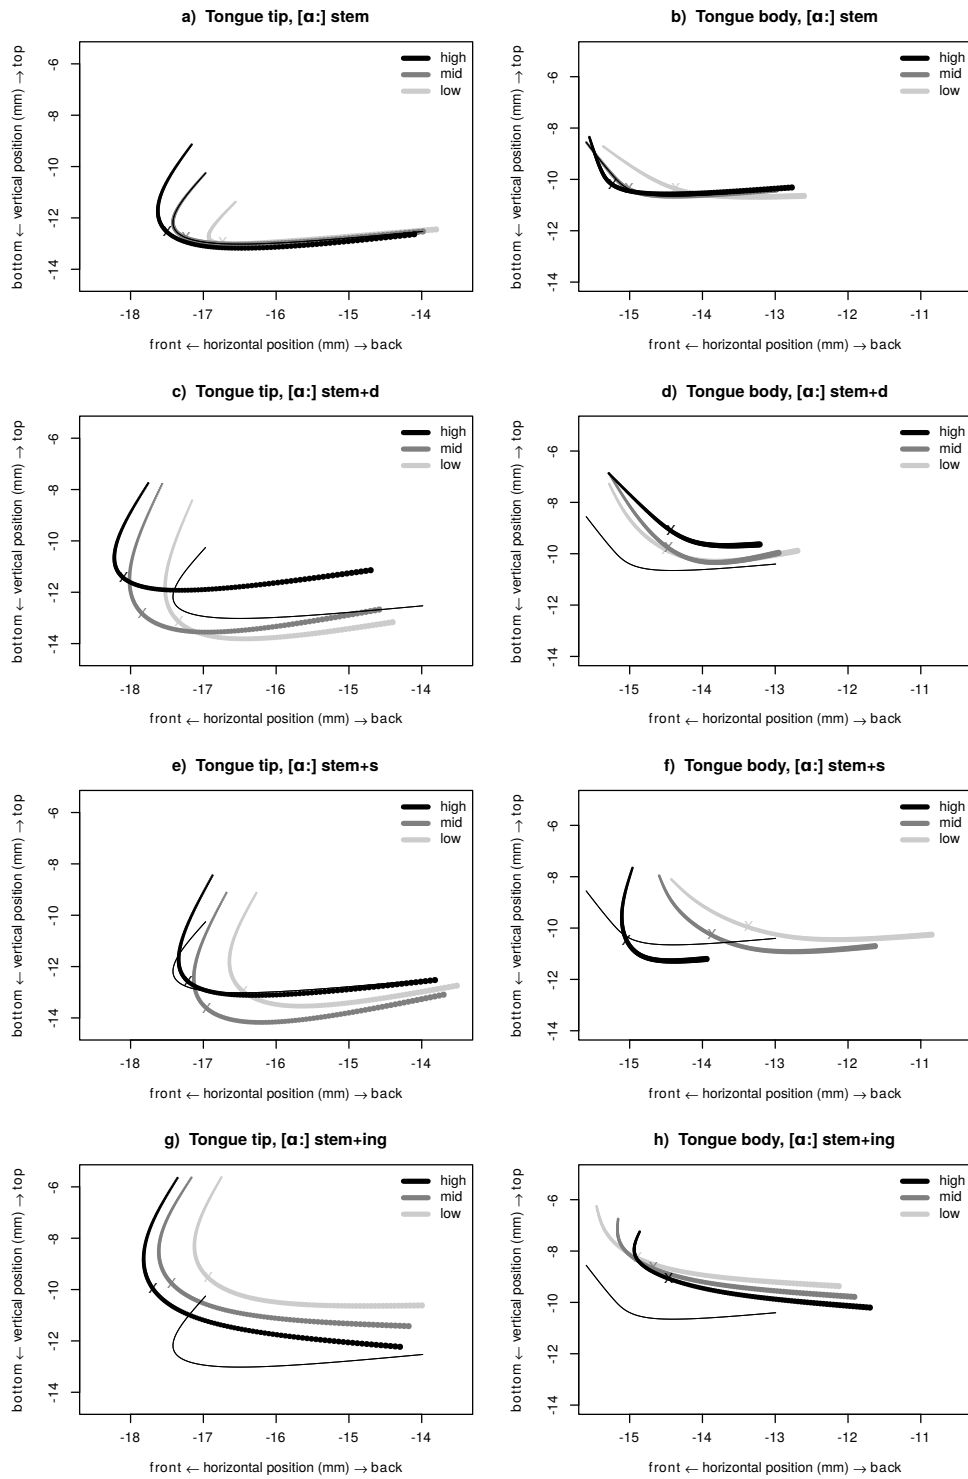 a)  Tongue tip, [ɑː] stem
bottom ← vertical position (mm) → top
-6
-8
-10
-12
-14
high
mid
low
-18 -17 -16 -15 -14
front ← horizontal position (mm) → back
b)  Tongue body, [ɑː] stem
bottom ← vertical position (mm) → top
-6
-8
-10
-12
-14
high
mid
low
-15 -14 -13 -12 -11
front ← horizontal position (mm) → back
c)  Tongue tip, [ɑː] stem+d
bottom ← vertical position (mm) → top
-6
-8
-10
-12
-14
high
mid
low
-18 -17 -16 -15 -14
front ← horizontal position (mm) → back
d)  Tongue body, [ɑː] stem+d
bottom ← vertical position (mm) → top
-6
-8
-10
-12
-14
high
mid
low
-15 -14 -13 -12 -11
front ← horizontal position (mm) → back
e)  Tongue tip, [ɑː] stem+s
bottom ← vertical position (mm) → top
-6
-8
-10
-12
-14
high
mid
low
-18 -17 -16 -15 -14
front ← horizontal position (mm) → back
f)  Tongue body, [ɑː] stem+s
bottom ← vertical position (mm) → top
-6
-8
-10
-12
-14
high
mid
low
-15 -14 -13 -12 -11
front ← horizontal position (mm) → back
g)  Tongue tip, [ɑː] stem+ing
bottom ← vertical position (mm) → top
-6
-8
-10
-12
-14
high
mid
low
-18 -17 -16 -15 -14
front ← horizontal position (mm) → back
h)  Tongue body, [ɑː] stem+ing
bottom ← vertical position (mm) → top
-6
-8
-10
-12
-14
high
mid
low
-15 -14 -13 -12 -11
front ← horizontal position (mm) → back